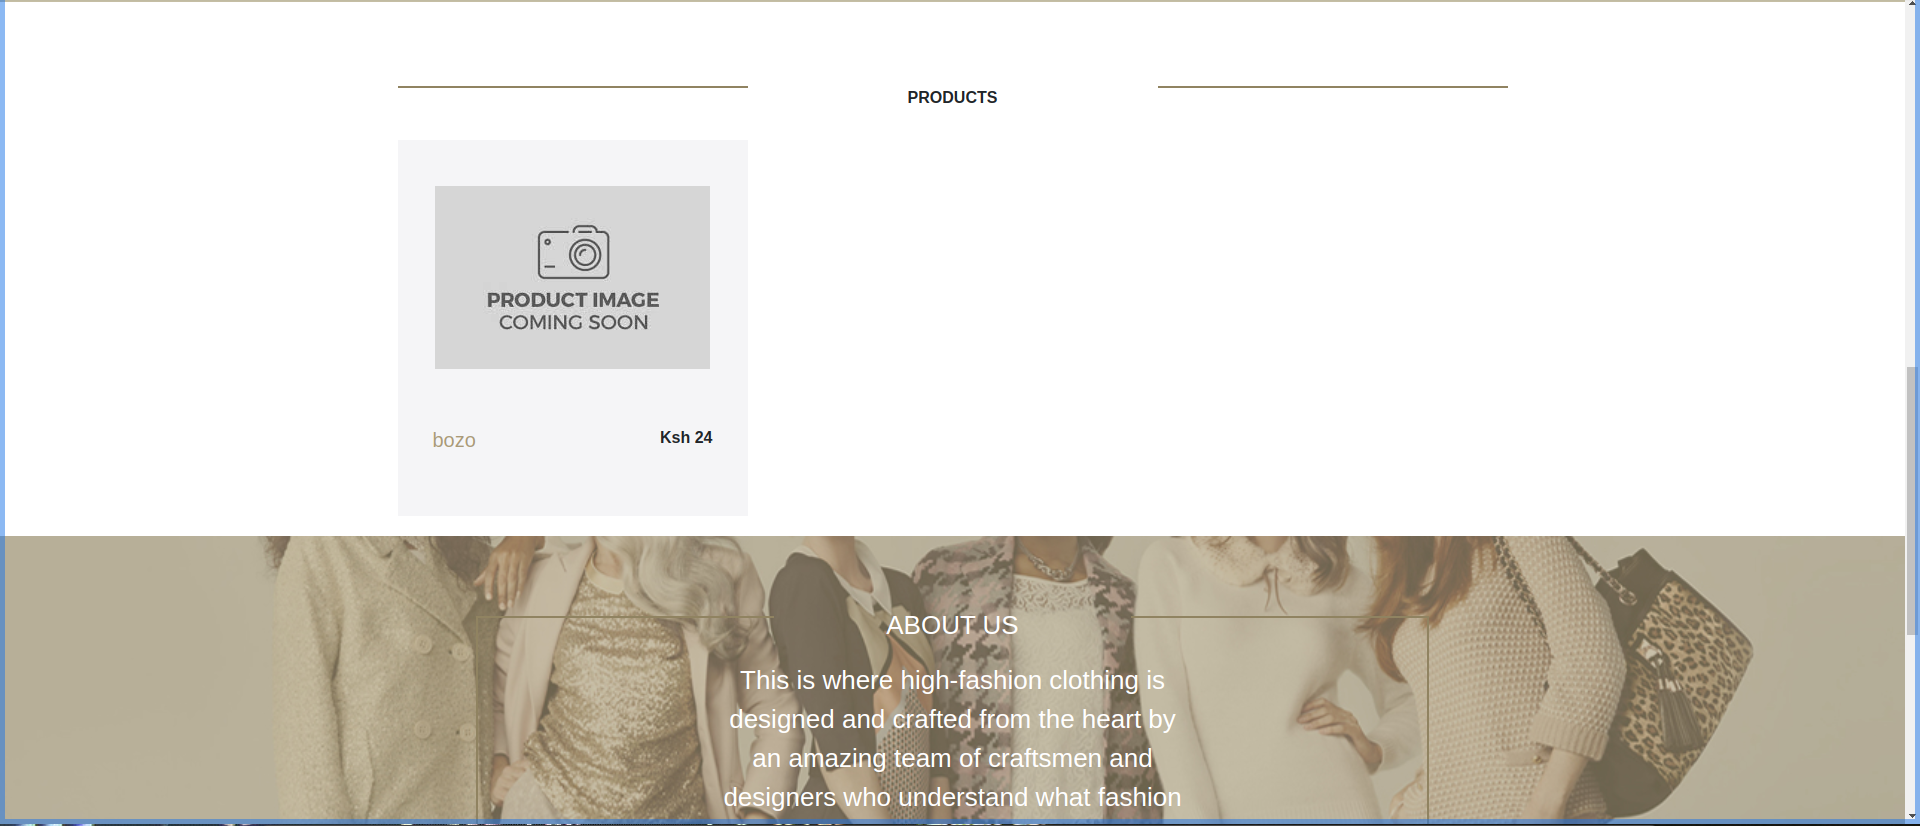 PRODUCTS
PRODUCT IMAGE
COMING SOON
bozo
Ksh 24
ABOUT US
This is where high-fashion clothing is
designed and crafted from the heart by
an amazing team of craftsmen and
designers who understand what fashion